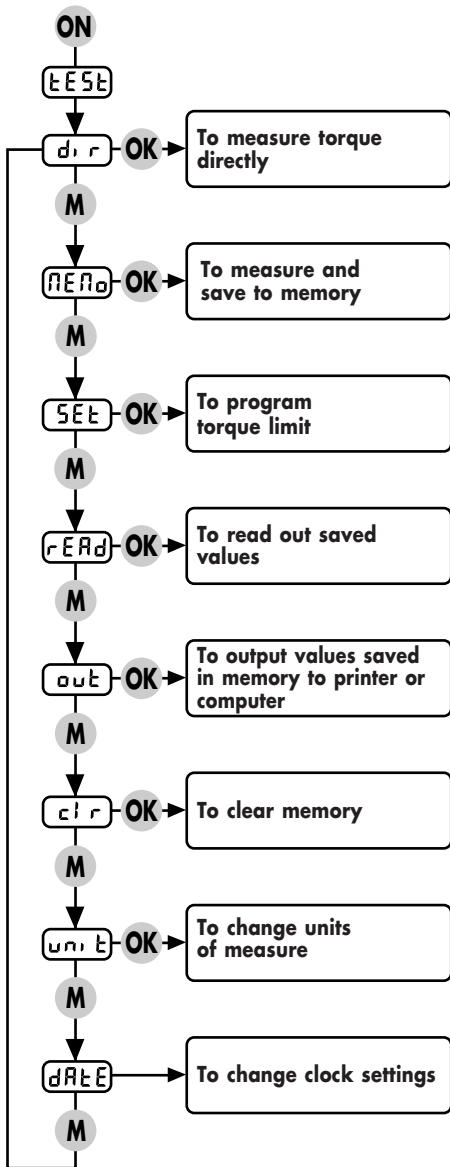 ON
tESt
dir OK To measure torque
directly
M
MEMo OK To measure and
save to memory
M
SEt OK To program
torque limit
M
rEAd OK To read out saved
values
M
out OK To output values saved
in memory to printer or
computer
M
clr OK To clear memory
M
unit OK To change units
of measure
M
dAtE To change clock settings
M